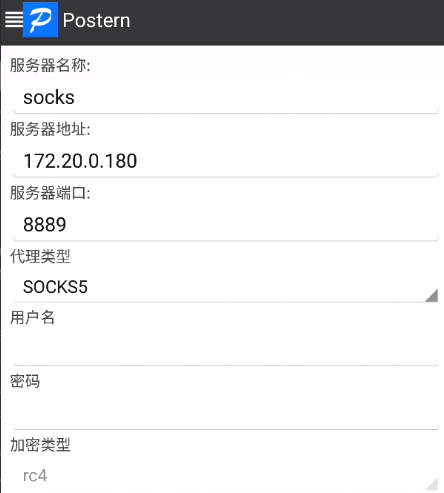 Postern
服务器名称:
socks
服务器地址:
172.20.0.180
服务器端口:
8889
代理类型
SOCKS5
用户名
密码
加密类型
rc4